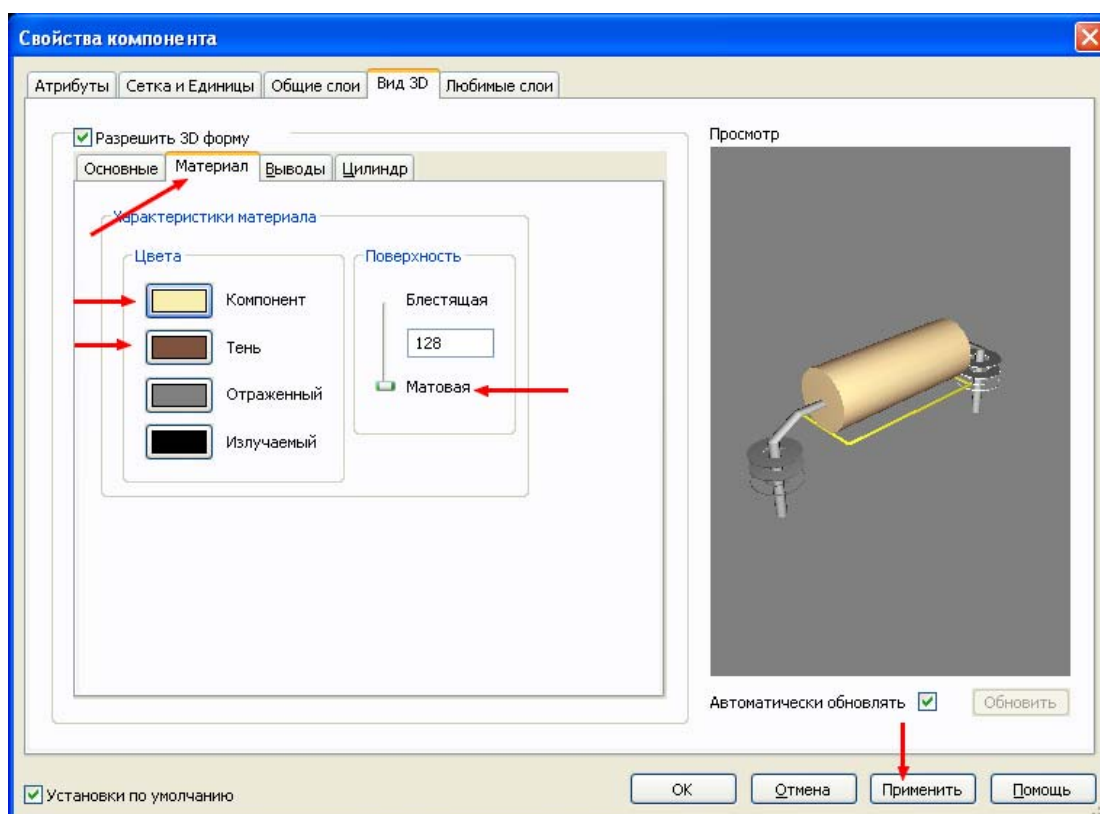 Свойства компонента
Атрибуты Сетка и Единицы Общие слои Вид 3D Любимые слои
Разрешить 3D форму
Просмотр
Основные Материал Выводы Цилиндр
Характеристики материала
Цвета
Поверхность
Компонент
Блестящая
Тень
128
Отраженный
Матовая
Излучаемый
Автоматически обновлять
Обновить
Установки по умолчанию
OK Отмена Применить Помощь